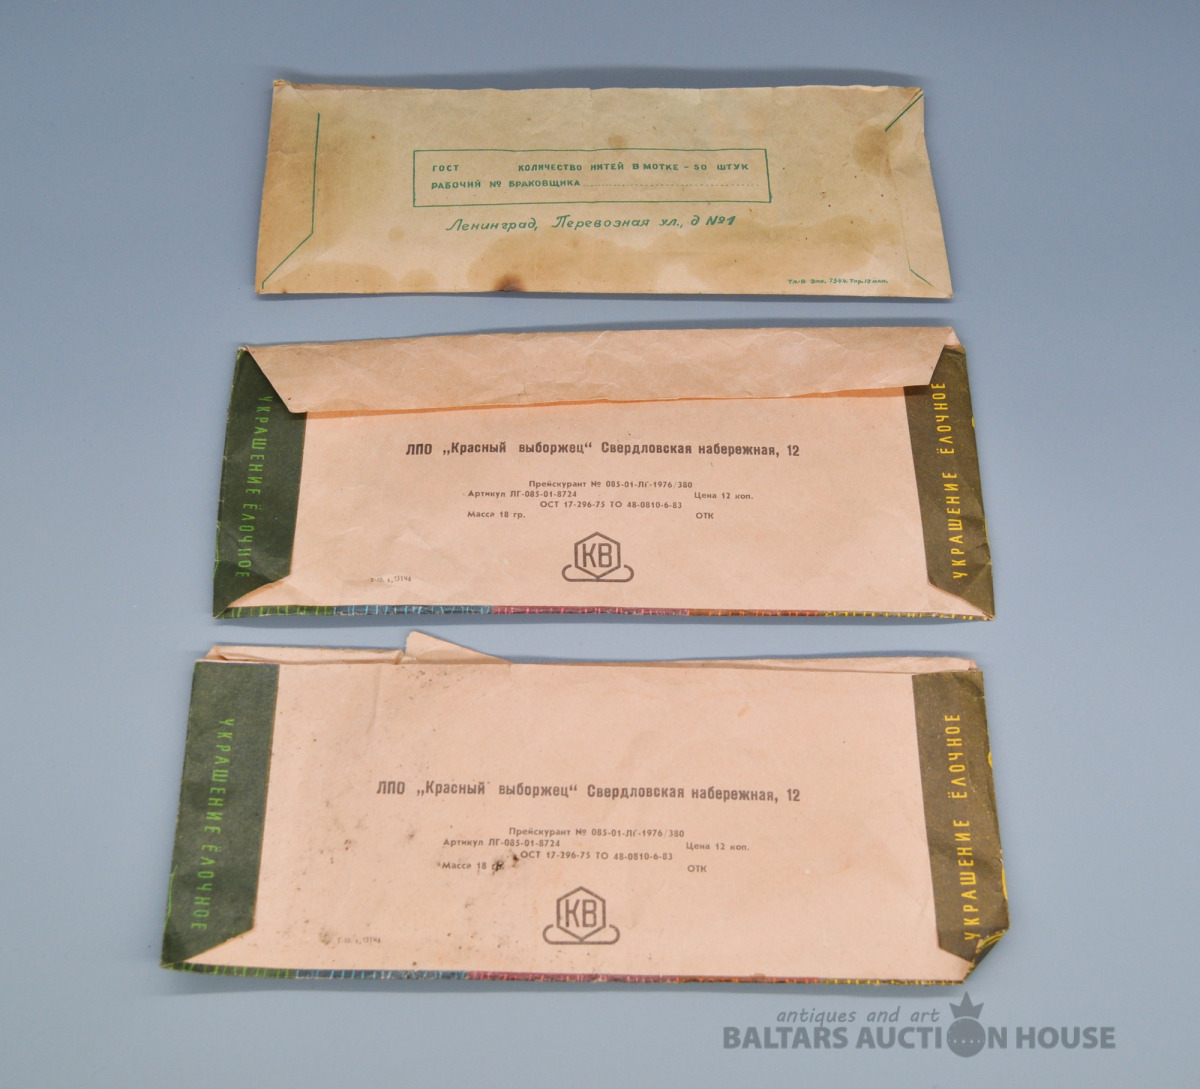 ГОСТ КОЛИЧЕСТВО НИТЕЙ В МОТКЕ – 50 ШТУК
РАБОЧИЙ № БРАКОВЩИКА
Ленинград, Перевозная ул., д №1
УКРАШЕНИЕ ЁЛОЧНОЕ
ЛПО „Красный выборжец“ Свердловская набережная, 12
Прейскурант № 085-01-ЛГ-1976/380
Артикул ЛГ-085-01-8724 Цена 12 коп.
ОСТ 17-296-75 ТО 48-0810-6-83
Масса 18 гр. ОТК
КВ
УКРАШЕНИЕ ЁЛОЧНОЕ
УКРАШЕНИЕ ЁЛОЧНОЕ
ЛПО „Красный выборжец“ Свердловская набережная, 12
Прейскурант № 085-01-ЛГ-1976/380
Артикул ЛГ-085-01-8724 Цена 12 коп.
ОСТ 17-296-75 ТО 48-0810-6-83
Масса 18 гр. ОТК
КВ
УКРАШЕНИЕ ЁЛОЧНОЕ
antiques and art
BALTARS AUCTION HOUSE